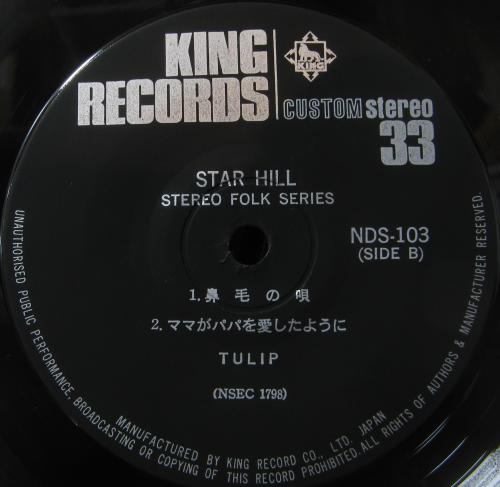 KING
RECORDS
KING
CUSTOM stereo
33
STAR HILL
STEREO FOLK SERIES
NDS-103
(SIDE B)
1. 鼻毛の唄
2. ママがパパを愛したように
TULIP
(NSEC 1798)
MANUFACTURED BY KING RECORD CO., LTD. JAPAN
UNAUTHORISED PUBLIC PERFORMANCE, BROADCASTING OR COPYING OF THIS RECORD PROHIBITED. ALL RIGHTS OF AUTHORS & MANUFACTURER RESERVED.